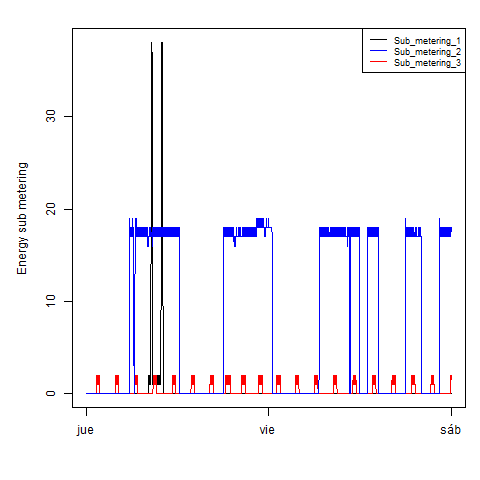 Sub_metering_1
Sub_metering_2
Sub_metering_3
Energy sub metering
30
20
10
0
jue vie sáb